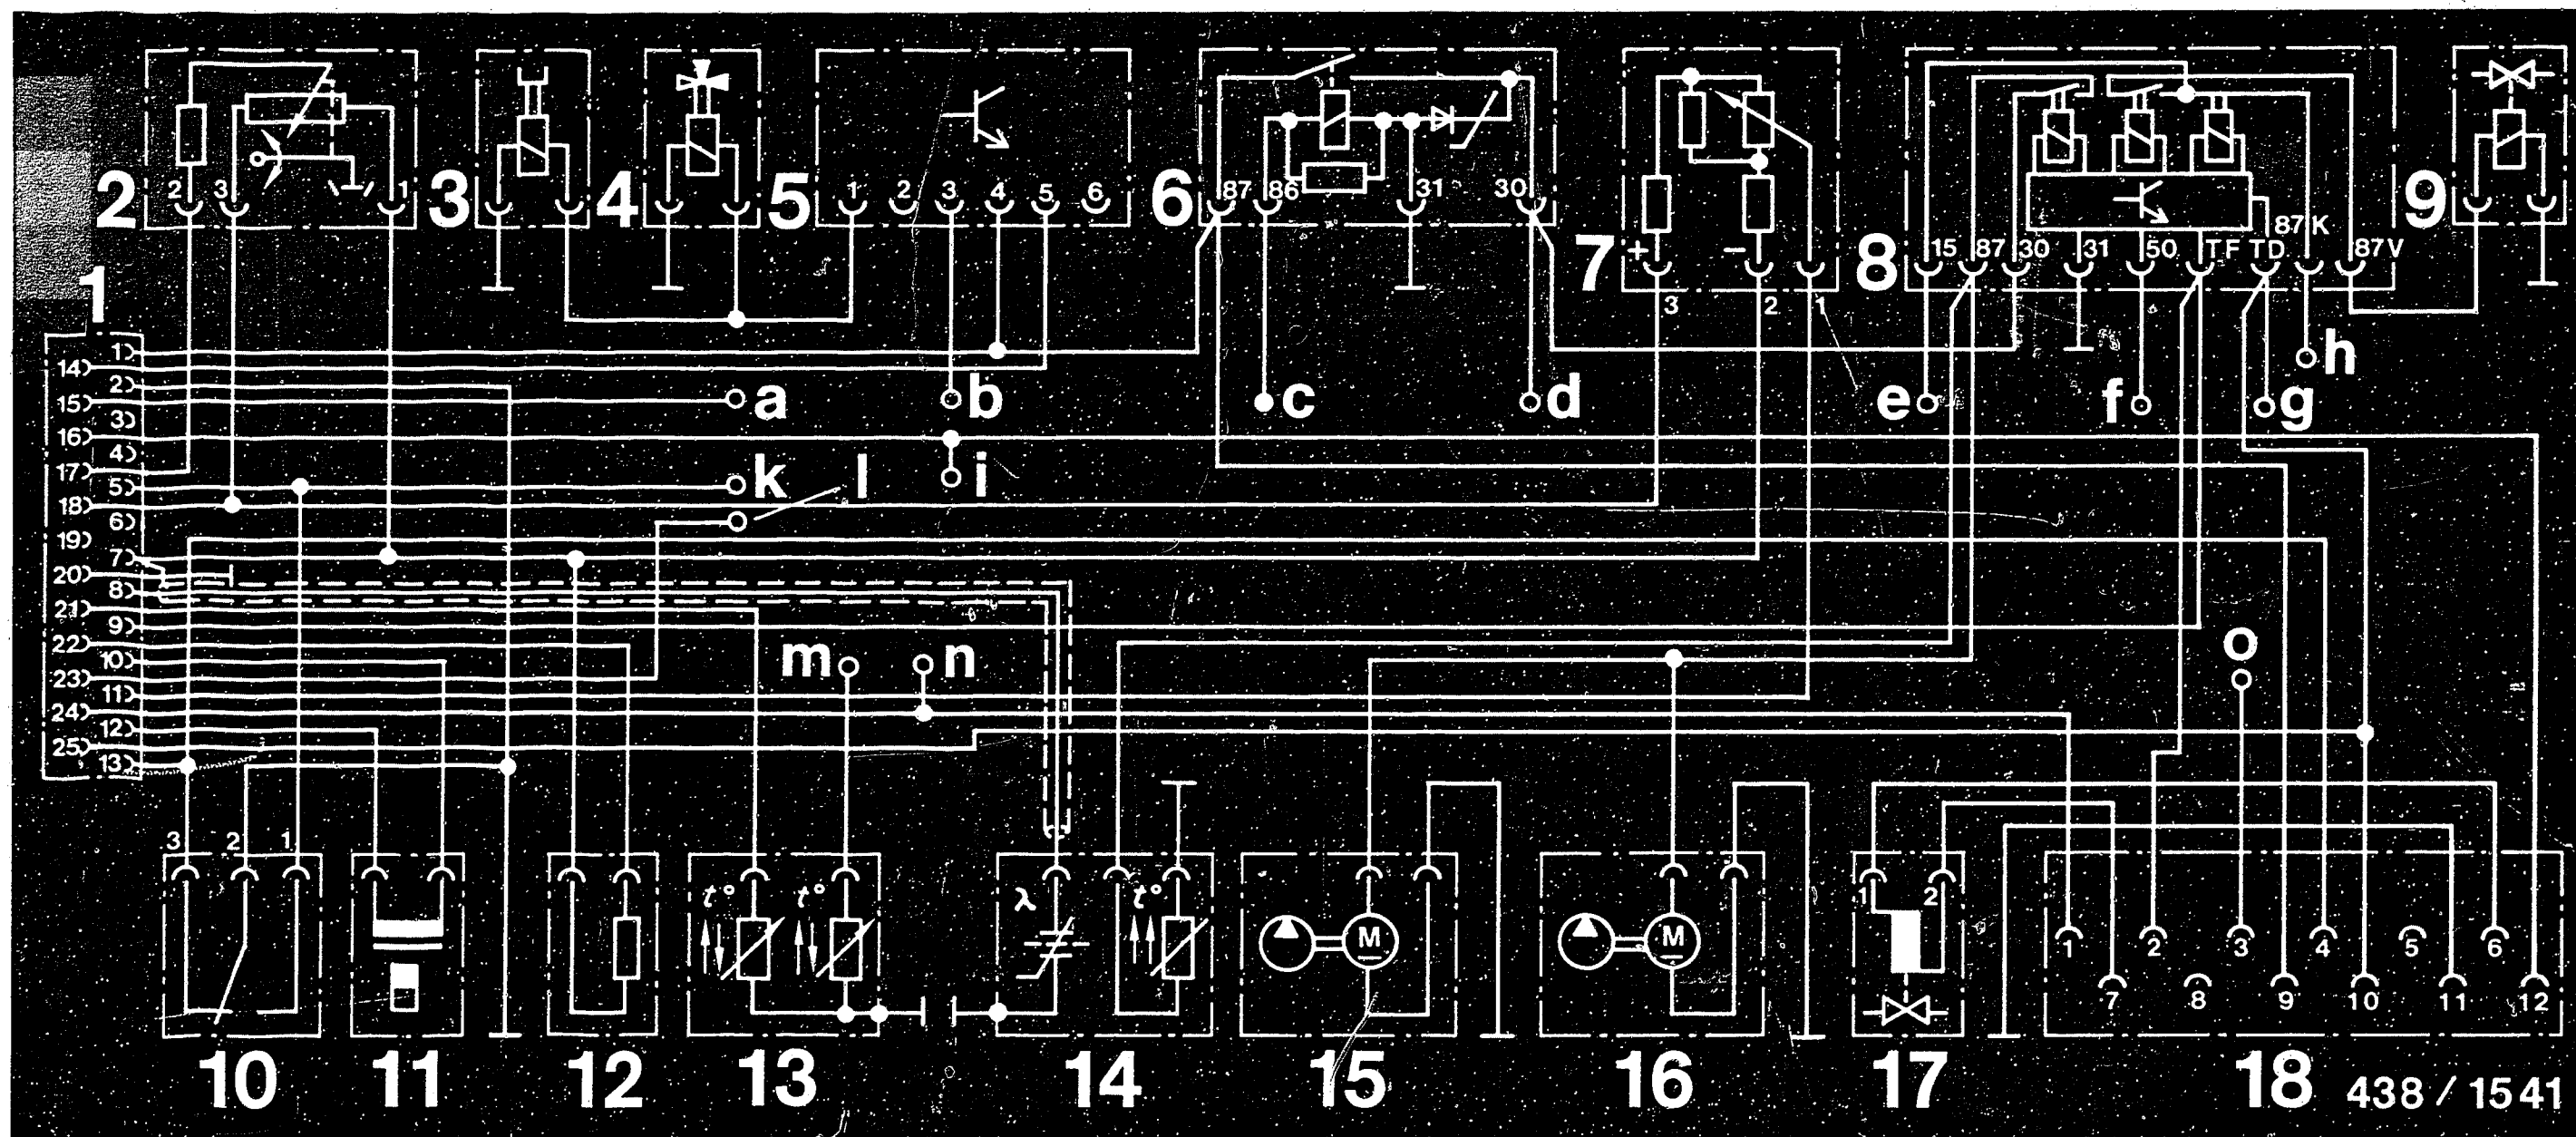 2 3 4 5 6 7 8 9
2 3 1
1 2 3 4 5 6
87 86 31 30
+ −
3 2 1
15 87 30 31 50 TF TD 87K 87V
1
1
14
2
15
3
16
4
17
5
18
6
19
7
20
8
21
9
22
10
23
11
24
12
25
13
a b c d e f g h
k l i
m n o
3 2 1
t° t°
λ t°
M
M
1 2
1 2 3 4 5 6
7 8 9 10 11 12
10 11 12 13 14 15 16 17 18 438 / 1541